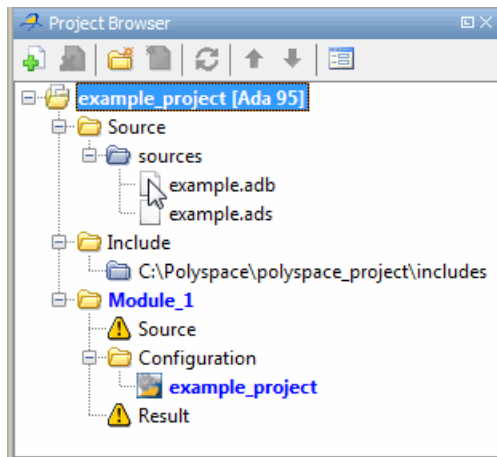 Project Browser
example_project [Ada 95]
Source
sources
example.adb
example.ads
Include
C:\Polyspace\polyspace_project\includes
Module_1
Source
Configuration
example_project
Result